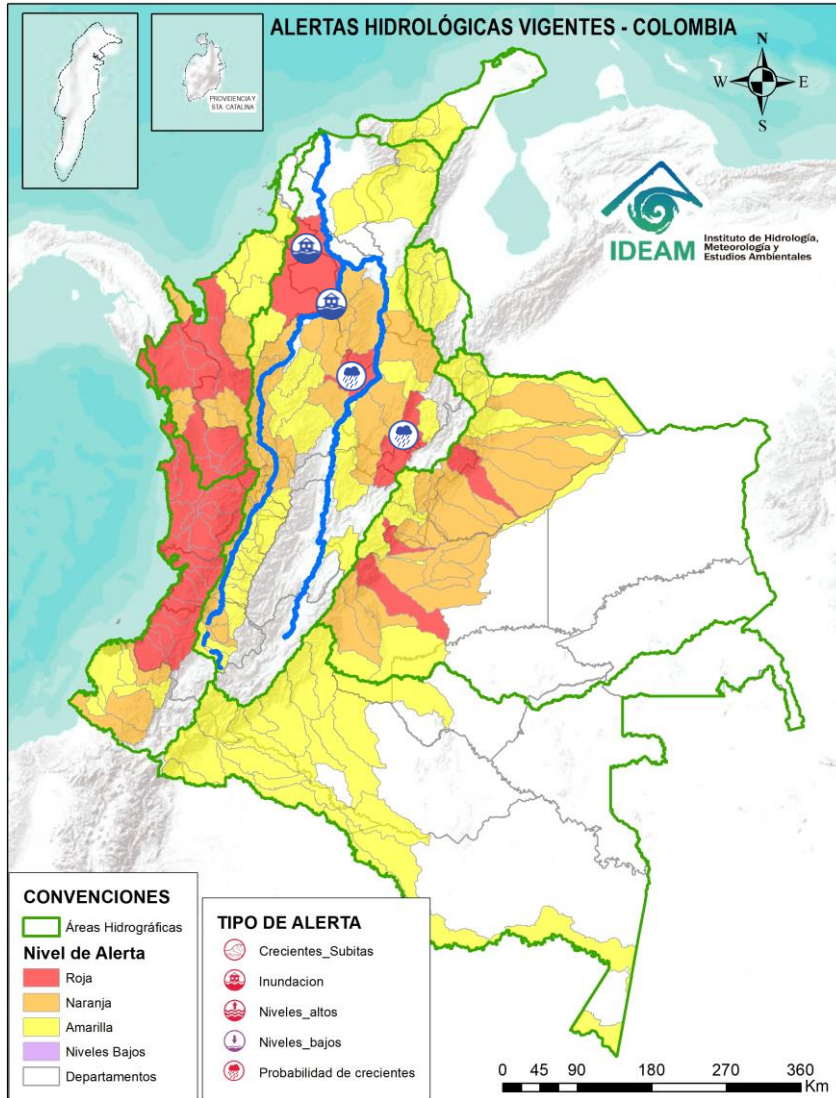 ALERTAS HIDROLÓGICAS VIGENTES - COLOMBIA
PROVIDENCIA Y
STA. CATALINA
N
W
E
S
IDEAM
Instituto de Hidrología,
Meteorología y
Estudios Ambientales
CONVENCIONES
Áreas Hidrográficas
Nivel de Alerta
Roja
Naranja
Amarilla
Niveles Bajos
Departamentos
TIPO DE ALERTA
Crecientes_Subitas
Inundacion
Niveles_altos
Niveles_bajos
Probabilidad de crecientes
0 45 90 180 270 360
Km